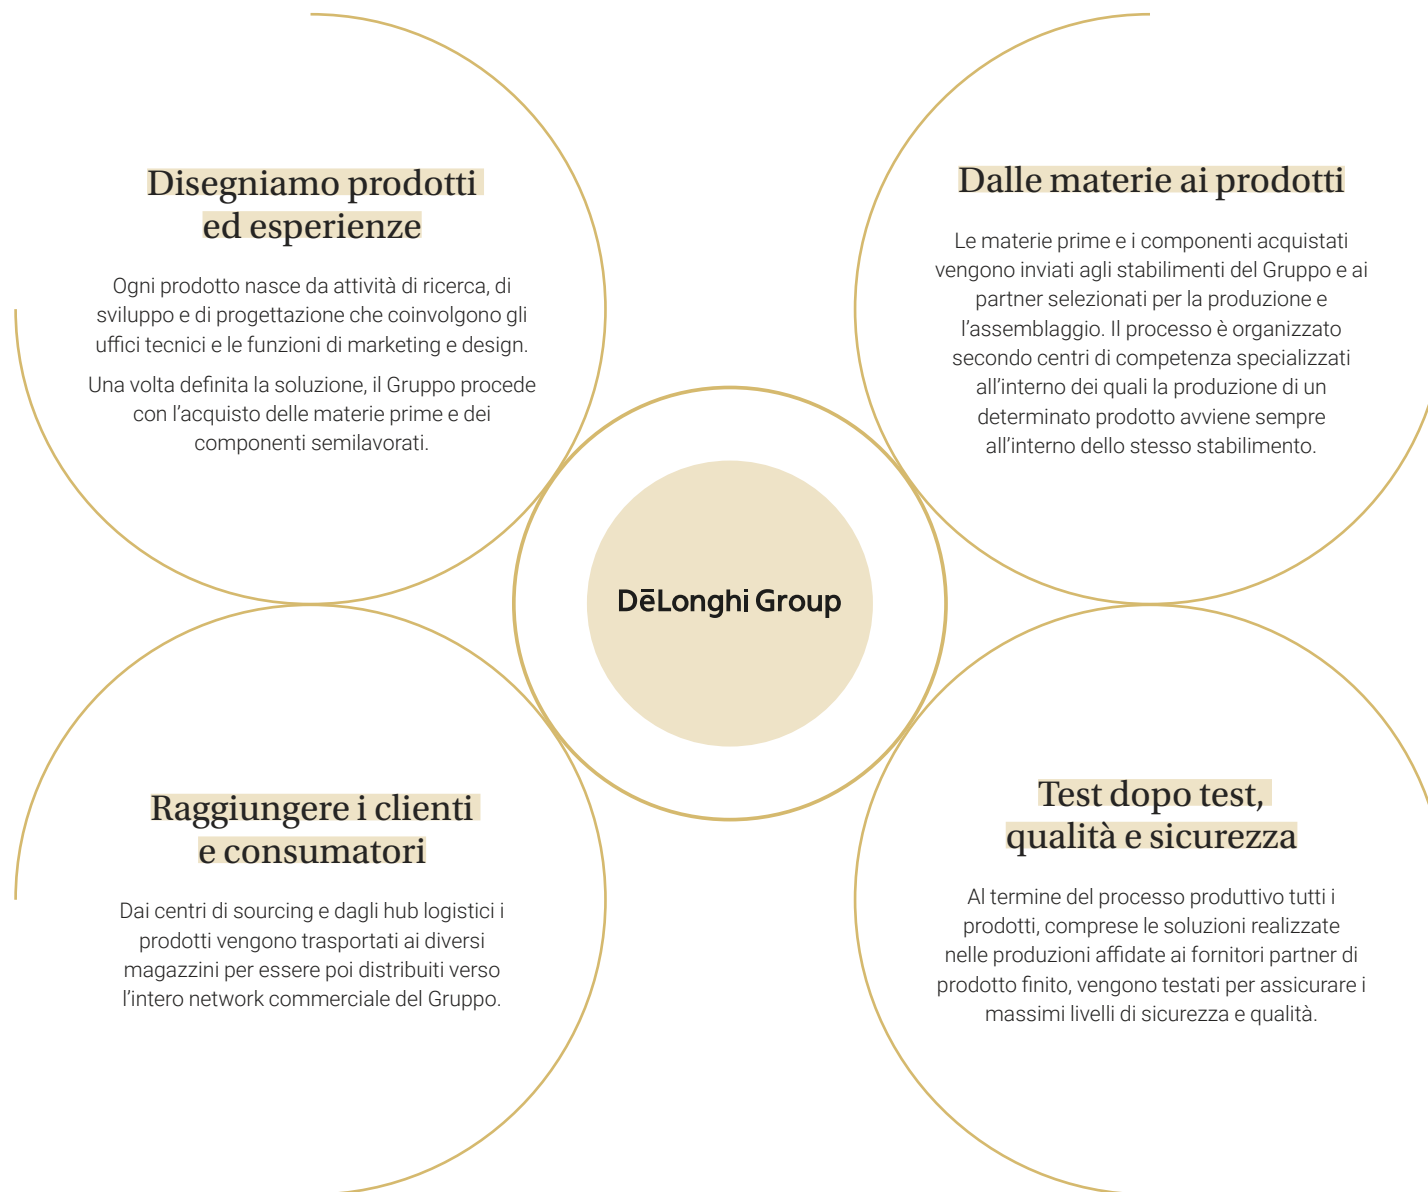 Disegniamo prodotti
ed esperienze
Ogni prodotto nasce da attività di ricerca, di
sviluppo e di progettazione che coinvolgono gli
uffici tecnici e le funzioni di marketing e design.
Una volta definita la soluzione, il Gruppo procede
con l'acquisto delle materie prime e dei
componenti semilavorati.
Dalle materie ai prodotti
Le materie prime e i componenti acquistati
vengono inviati agli stabilimenti del Gruppo e ai
partner selezionati per la produzione e
l'assemblaggio. Il processo è organizzato
secondo centri di competenza specializzati
all'interno dei quali la produzione di un
determinato prodotto avviene sempre
all'interno dello stesso stabilimento.
DēLonghi Group
Raggiungere i clienti
e consumatori
Dai centri di sourcing e dagli hub logistici i
prodotti vengono trasportati ai diversi
magazzini per essere poi distribuiti verso
l'intero network commerciale del Gruppo.
Test dopo test,
qualità e sicurezza
Al termine del processo produttivo tutti i
prodotti, comprese le soluzioni realizzate
nelle produzioni affidate ai fornitori partner di
prodotto finito, vengono testati per assicurare i
massimi livelli di sicurezza e qualità.